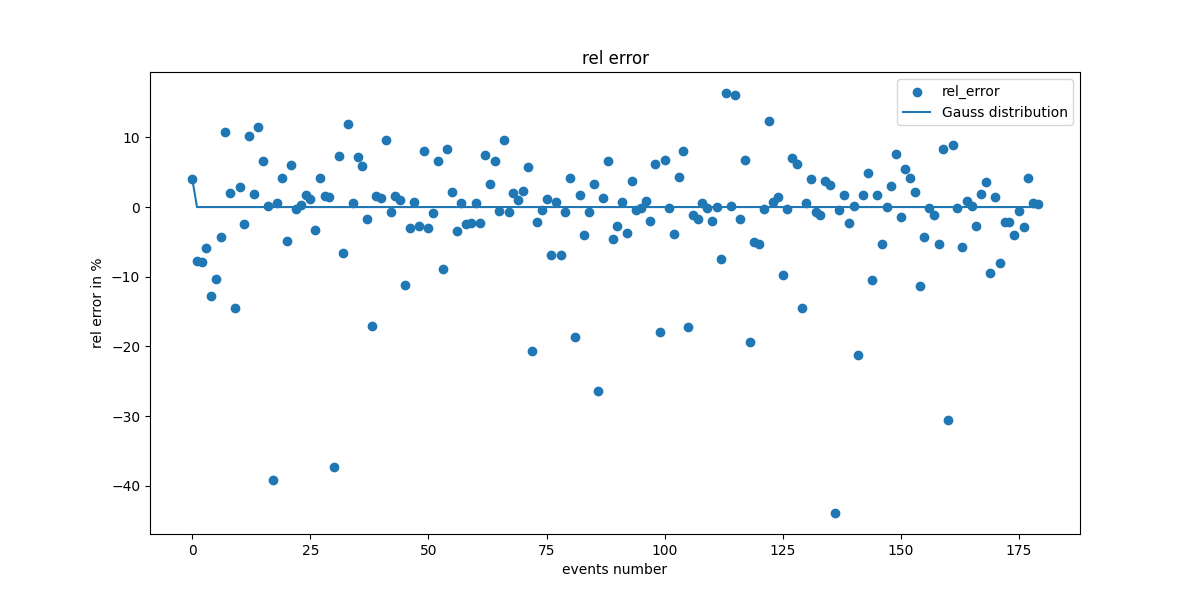 rel error
rel_error
Gauss distribution
rel error in %
10
0
−10
−20
−30
−40
0 25 50 75 100 125 150 175
events number